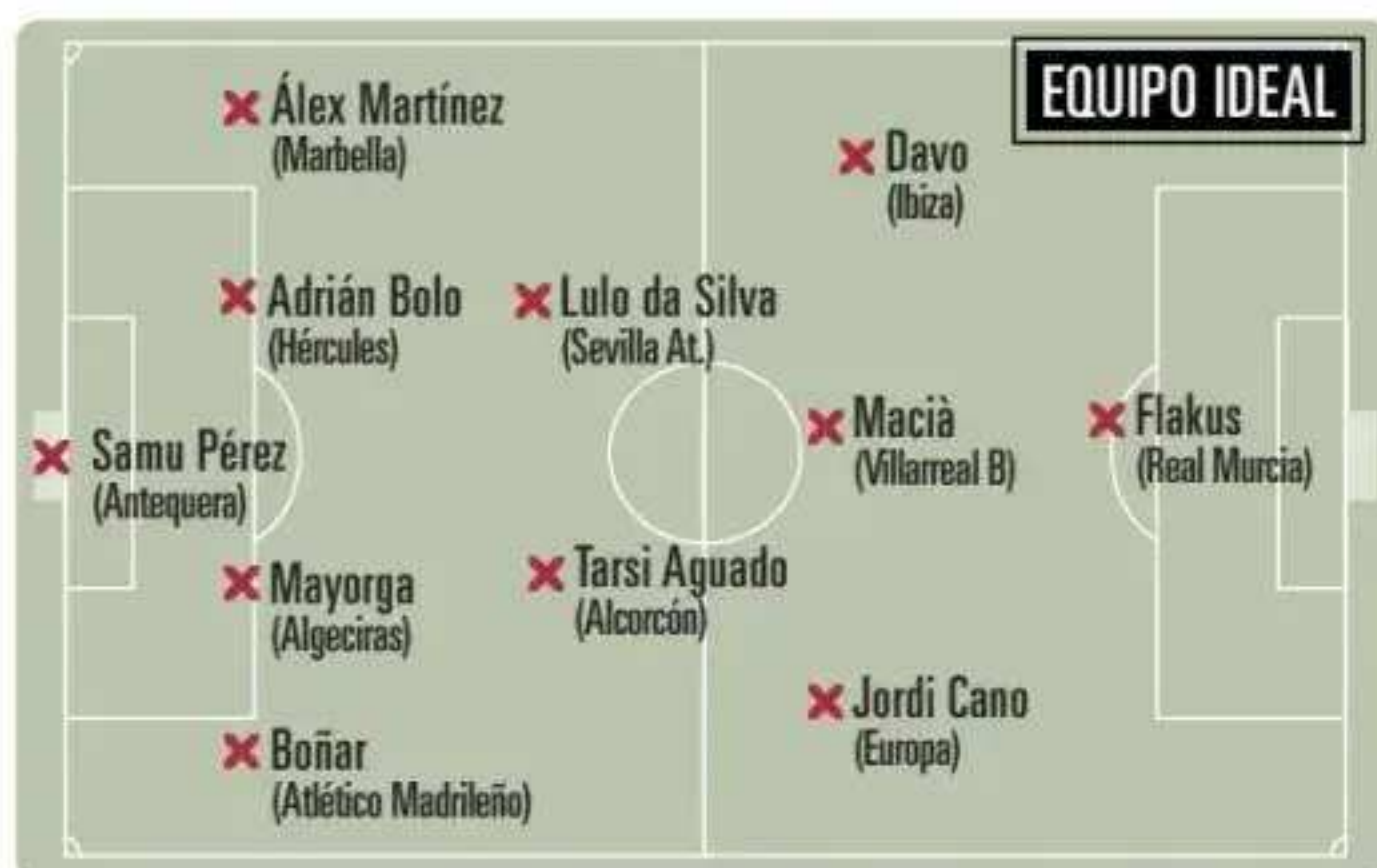 EQUIPO IDEAL
Álex Martínez
(Marbella)
Davo
(Ibiza)
Adrián Bolo
(Hércules)
Lulo da Silva
(Sevilla At.)
Samu Pérez
(Antequera)
Macià
(Villarreal B)
Flakus
(Real Murcia)
Mayorga
(Algeciras)
Tarsi Aguado
(Alcorcón)
Jordi Cano
(Europa)
Boñar
(Atlético Madrileño)